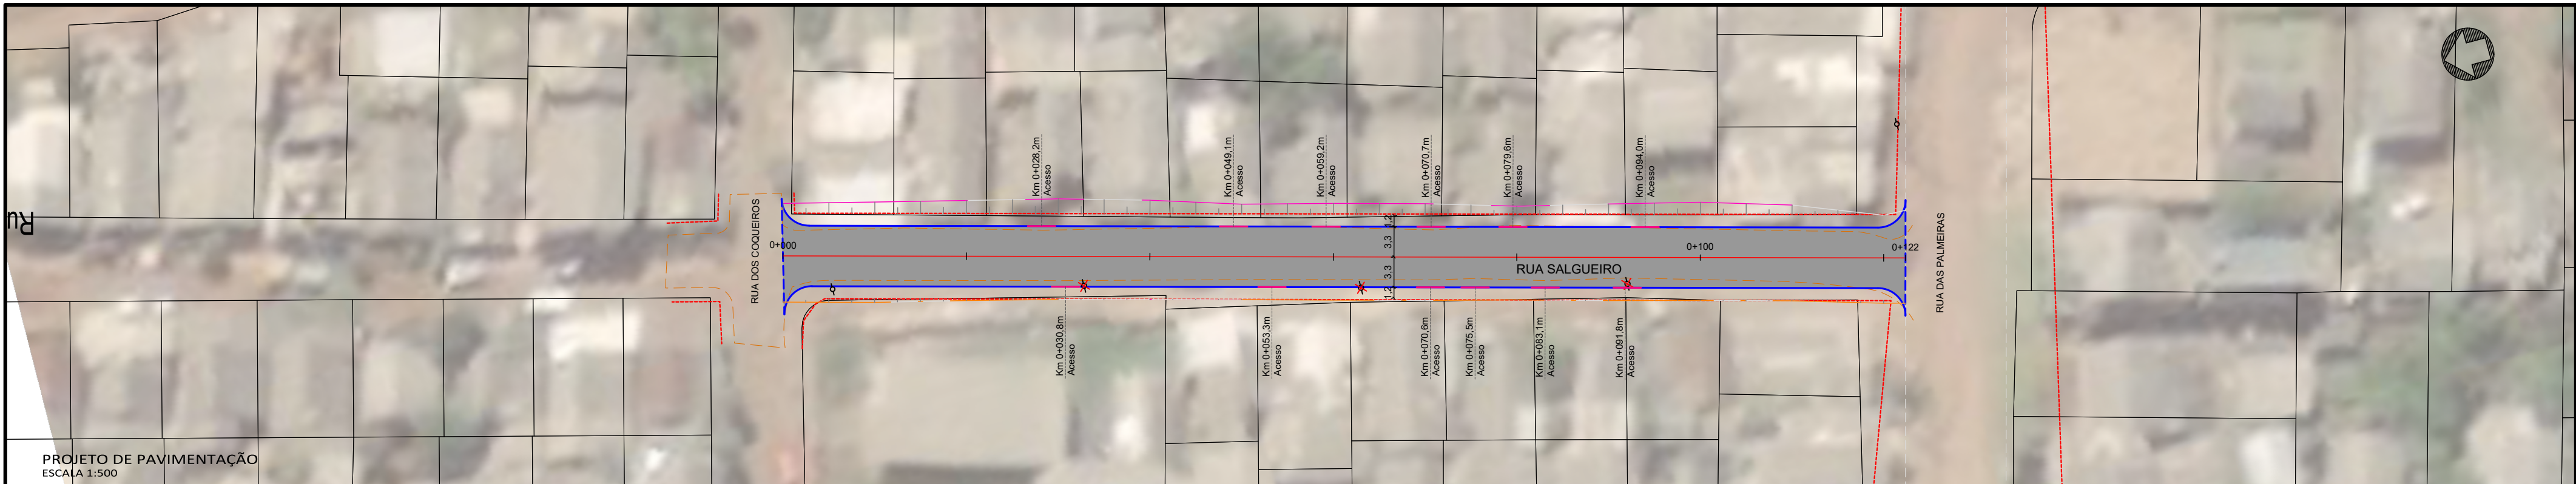 Km 0+028,2m
Acesso
Km 0+049,1m
Acesso
Km 0+059,2m
Acesso
Km 0+070,7m
Acesso
Km 0+079,6m
Acesso
Km 0+094,0m
Acesso
Ru
RUA DOS COQUEIROS
0+000
1,2
3,3
3,3
1,2
0+100
0+122
RUA SALGUEIRO
RUA DAS PALMEIRAS
Km 0+030,8m
Acesso
Km 0+053,3m
Acesso
Km 0+070,6m
Acesso
Km 0+075,5m
Acesso
Km 0+083,1m
Acesso
Km 0+091,8m
Acesso
PROJETO DE PAVIMENTAÇÃO
ESCALA 1:500